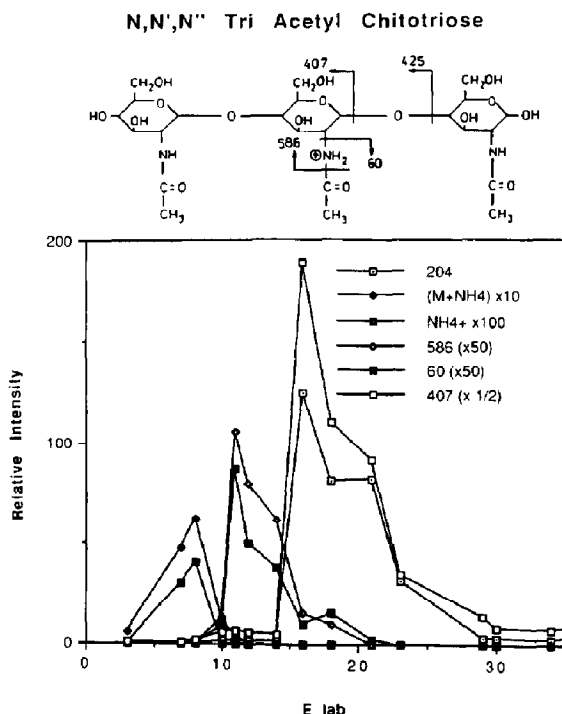 N,N',N'' Tri Acetyl Chitotriose
407
425
CH₂OH
CH₂OH
CH₂OH
O
O
O
HO
OH
O
OH
O
OH
OH
586
NH
⊕NH₂
60
NH
C=O
C=O
C=O
CH₃
CH₃
CH₃
200
204
(M+NH4) x10
NH4+ x100
586 (x50)
60 (x50)
407 (x 1/2)
Relative Intensity
100
0
0
10
20
30
E lab